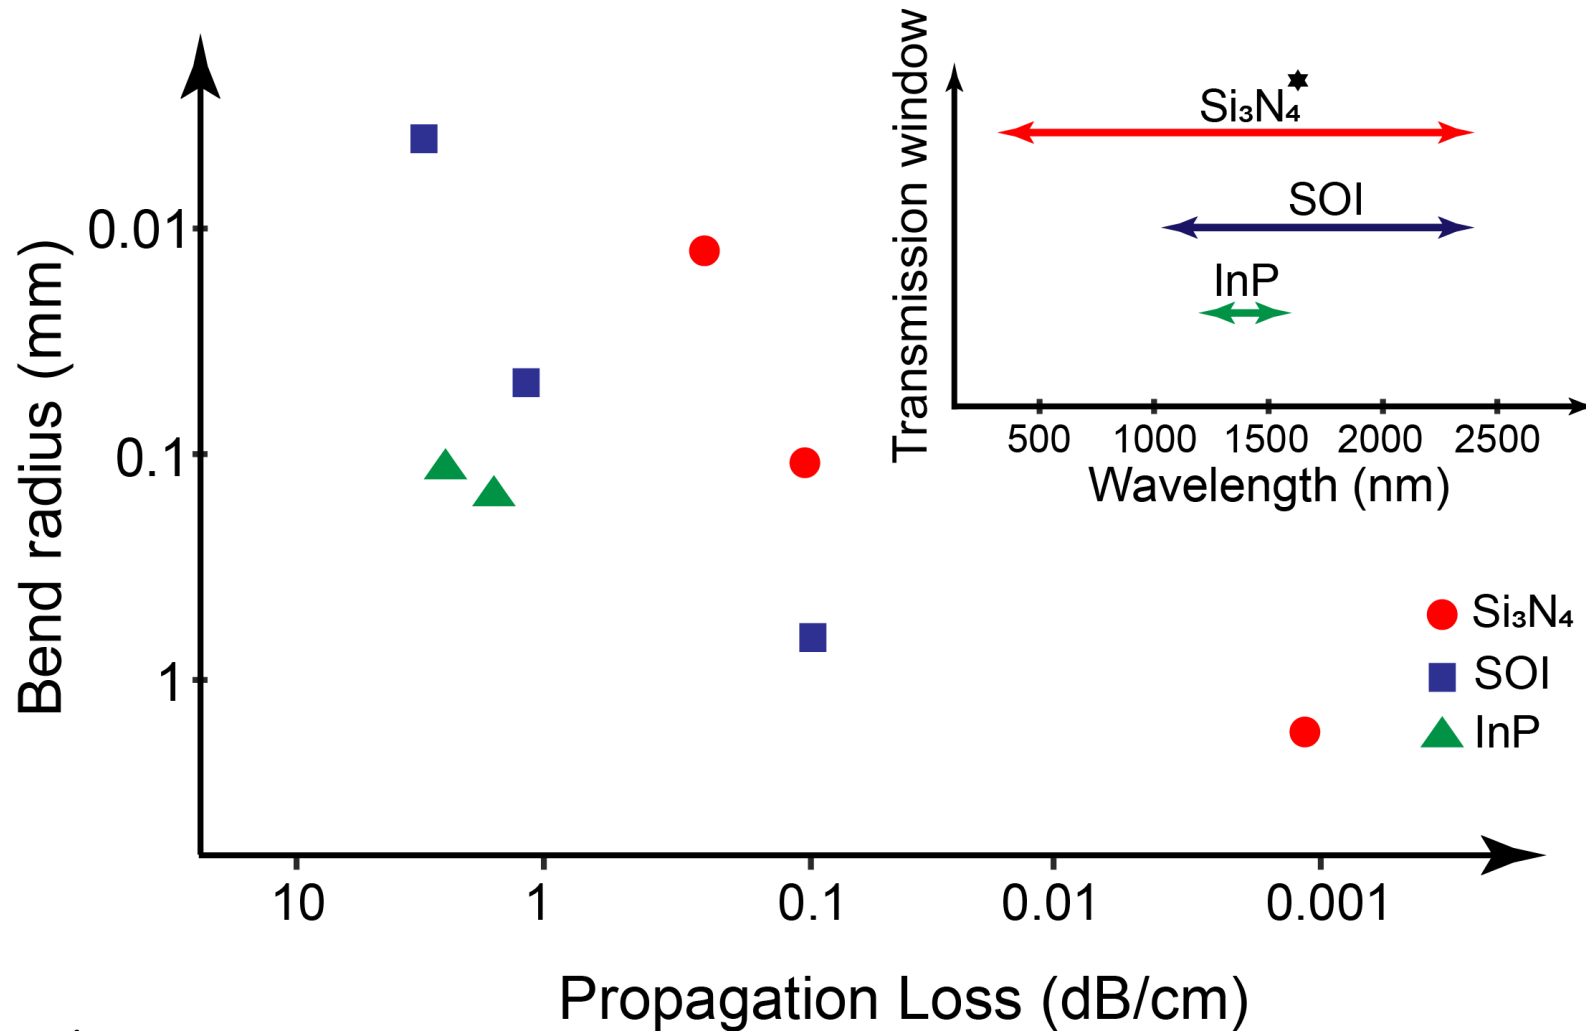 Bend radius (mm)
0.01
0.1
1
10
1
0.1
0.01
0.001
Propagation Loss (dB/cm)
Transmission window
Si₃N₄*
SOI
InP
500
1000
1500
2000
2500
Wavelength (nm)
Si₃N₄
SOI
InP